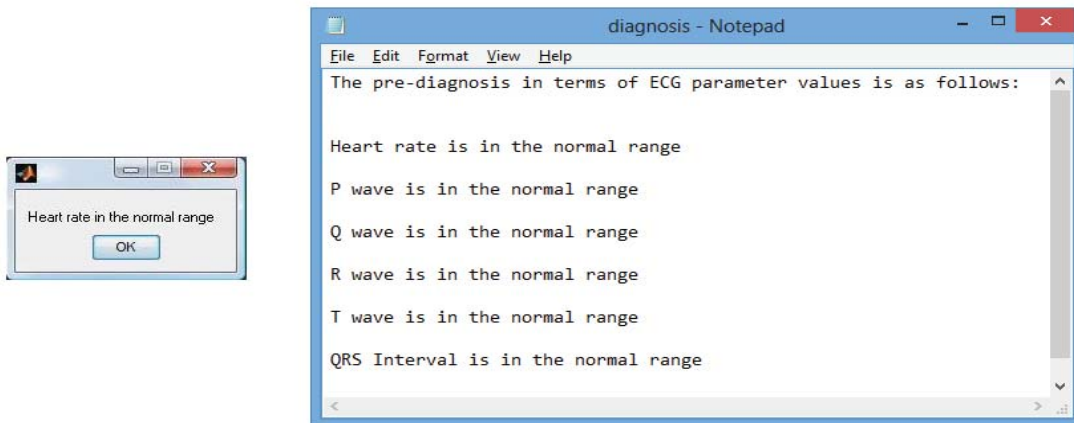 Heart rate in the normal range
OK
diagnosis - Notepad
File Edit Format View Help
The pre-diagnosis in terms of ECG parameter values is as follows:
Heart rate is in the normal range
P wave is in the normal range
Q wave is in the normal range
R wave is in the normal range
T wave is in the normal range
QRS Interval is in the normal range